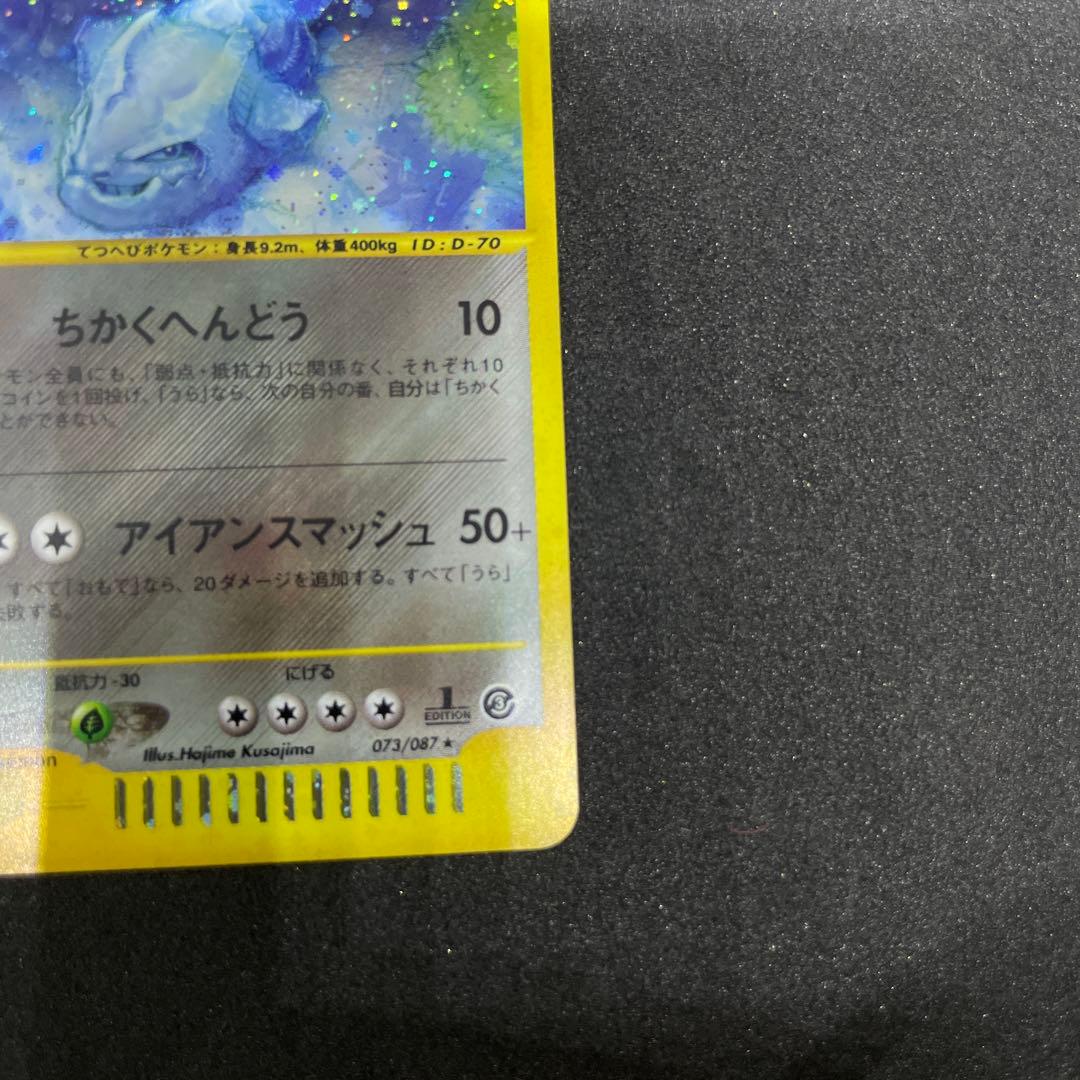 てつへびポケモン：身長9.2m、体重400kg ID：D-70
ちかくへんどう 10
モン全員にも、「弱点・抵抗力」に関係なく、それぞれ10
コインを1回投げ、「うら」なら、次の自分の番、自分は「ちかく
とができない。
アイアンスマッシュ 50+
すべて「おもて」なら、20ダメージを追加する。すべて「うら」
失敗する。
にげる
抵抗力 -30
1 EDITION 3
Illus. Hajime Kusajima 073/087 ★